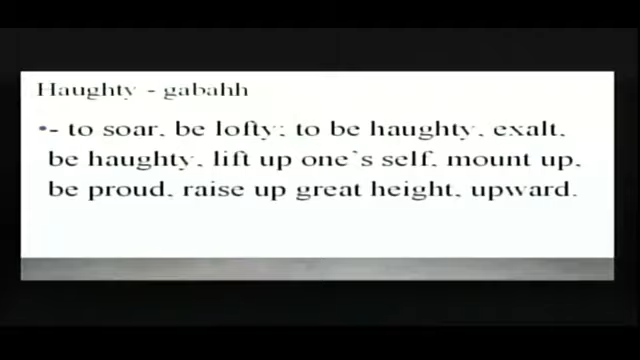 Haughty - gabahh
•- to soar, be lofty; to be haughty, exalt,
be haughty, lift up one`s self, mount up,
be proud, raise up great height, upward.